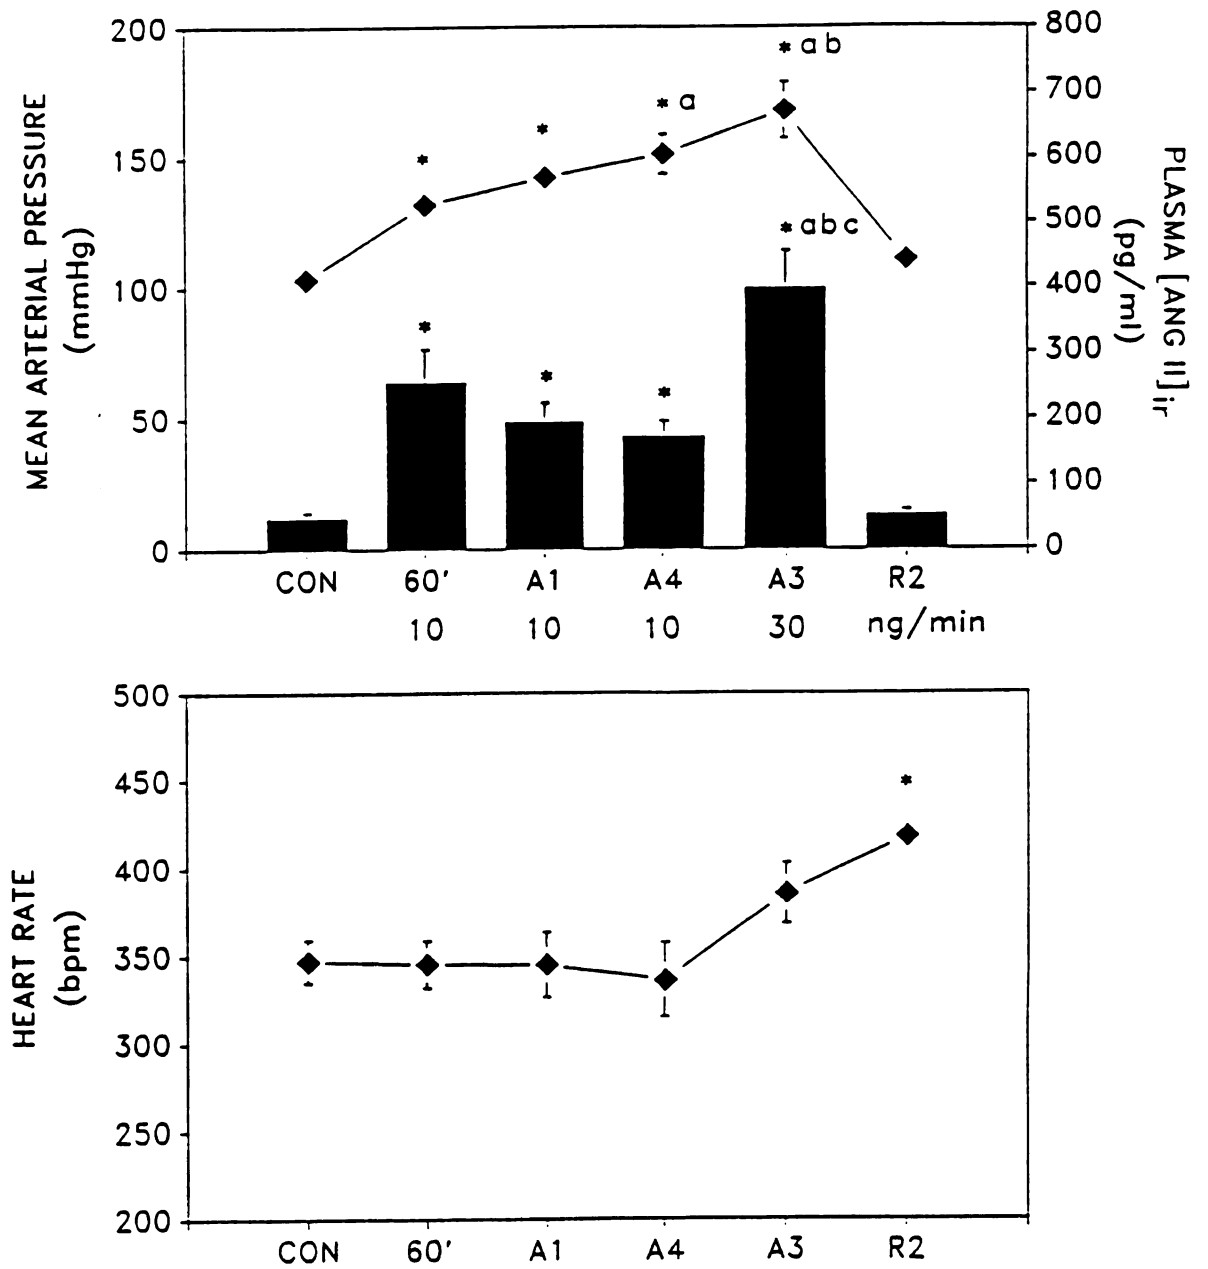 MEAN ARTERIAL PRESSURE
(mmHg)
200
150
100
50
0
* * * a * ab
* * * * abc
800
700
600
500
400
300
200
100
0
PLASMA [ANG II]ir
(pg/ml)
CON 60' A1 A4 A3 R2
10 10 10 30 ng/min
HEART RATE
(bpm)
500
450
400
350
300
250
200
*
CON 60' A1 A4 A3 R2